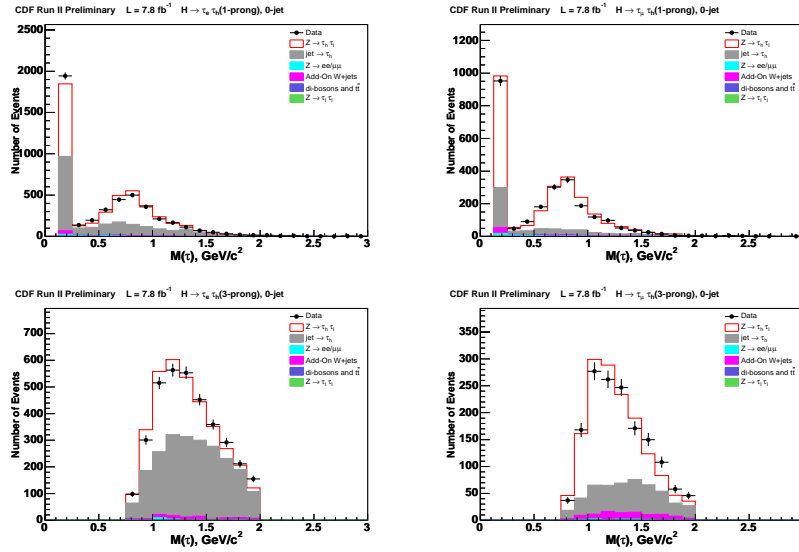 CDF Run II Preliminary L = 7.8 fb⁻¹ H → τₑ τₕ(1-prong), 0-jet
Number of Events
2500
2000
1500
1000
500
0
0 0.5 1 1.5 2 2.5 3
M(τ), GeV/c²
Data
Z → τₕ τₗ
jet → τₕ
Z → ee/μμ
Add-On W+jets
di-bosons and tt̄
Z → τₗ τₗ
CDF Run II Preliminary L = 7.8 fb⁻¹ H → τμ τₕ(1-prong), 0-jet
Number of Events
1200
1000
800
600
400
200
0
0 0.5 1 1.5 2 2.5
M(τ), GeV/c²
Data
Z → τₕ τₗ
jet → τₕ
Z → ee/μμ
Add-On W+jets
di-bosons and tt̄
Z → τₗ τₗ
CDF Run II Preliminary L = 7.8 fb⁻¹ H → τₑ τₕ(3-prong), 0-jet
Number of Events
700
600
500
400
300
200
100
0
0 0.5 1 1.5 2 2.5 3
M(τ), GeV/c²
Data
Z → τₕ τₗ
jet → τₕ
Z → ee/μμ
Add-On W+jets
di-bosons and tt̄
Z → τₗ τₗ
CDF Run II Preliminary L = 7.8 fb⁻¹ H → τμ τₕ(3-prong), 0-jet
Number of Events
350
300
250
200
150
100
50
0
0 0.5 1 1.5 2 2.5
M(τ), GeV/c²
Data
Z → τₕ τₗ
jet → τₕ
Z → ee/μμ
Add-On W+jets
di-bosons and tt̄
Z → τₗ τₗ